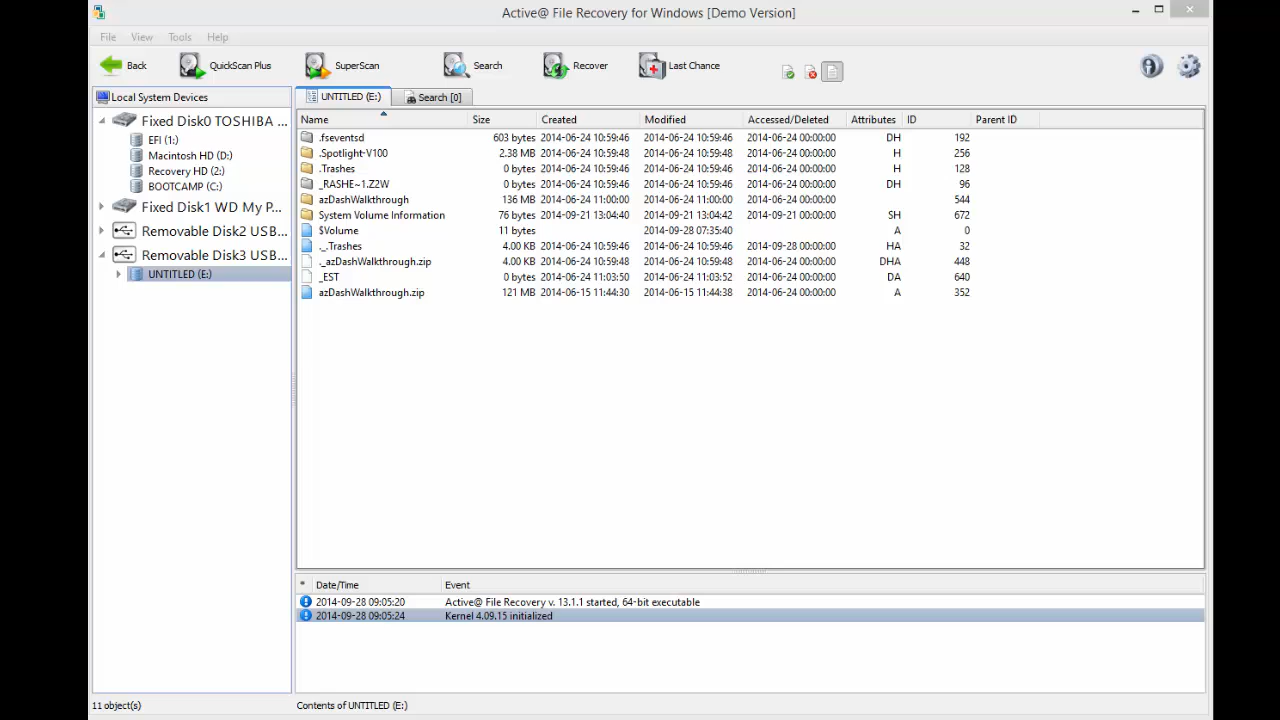 Active@ File Recovery for Windows [Demo Version]
File View Tools Help
Back QuickScan Plus SuperScan Search Recover Last Chance
Local System Devices
Fixed Disk0 TOSHIBA ...
EFI (1:)
Macintosh HD (D:)
Recovery HD (2:)
BOOTCAMP (C:)
Fixed Disk1 WD My P...
Removable Disk2 USB...
Removable Disk3 USB...
UNTITLED (E:)
UNTITLED (E:) Search [0]
Name Size Created Modified Accessed/Deleted Attributes ID Parent ID
.fseventsd 603 bytes 2014-06-24 10:59:46 2014-06-24 10:59:46 2014-06-24 00:00:00 DH 192
.Spotlight-V100 2.38 MB 2014-06-24 10:59:48 2014-06-24 10:59:48 2014-06-24 00:00:00 H 256
.Trashes 0 bytes 2014-06-24 10:59:46 2014-06-24 10:59:46 2014-06-24 00:00:00 H 128
_RASHE~1.Z2W 0 bytes 2014-06-24 10:59:46 2014-06-24 10:59:46 2014-06-24 00:00:00 DH 96
azDashWalkthrough 136 MB 2014-06-24 11:00:00 2014-06-24 11:00:00 2014-06-24 00:00:00 544
System Volume Information 76 bytes 2014-09-21 13:04:40 2014-09-21 13:04:42 2014-09-21 00:00:00 SH 672
$Volume 11 bytes 2014-09-28 07:35:40 A 0
._.Trashes 4.00 KB 2014-06-24 10:59:46 2014-06-24 10:59:46 2014-09-28 00:00:00 HA 32
._azDashWalkthrough.zip 4.00 KB 2014-06-24 10:59:48 2014-06-24 10:59:48 2014-06-24 00:00:00 DHA 448
_EST 0 bytes 2014-06-24 11:03:50 2014-06-24 11:03:52 2014-06-24 00:00:00 DA 640
azDashWalkthrough.zip 121 MB 2014-06-15 11:44:30 2014-06-15 11:44:38 2014-06-24 00:00:00 A 352
* Date/Time Event
2014-09-28 09:05:20 Active@ File Recovery v. 13.1.1 started, 64-bit executable
2014-09-28 09:05:24 Kernel 4.09.15 initialized
11 object(s) Contents of UNTITLED (E:)